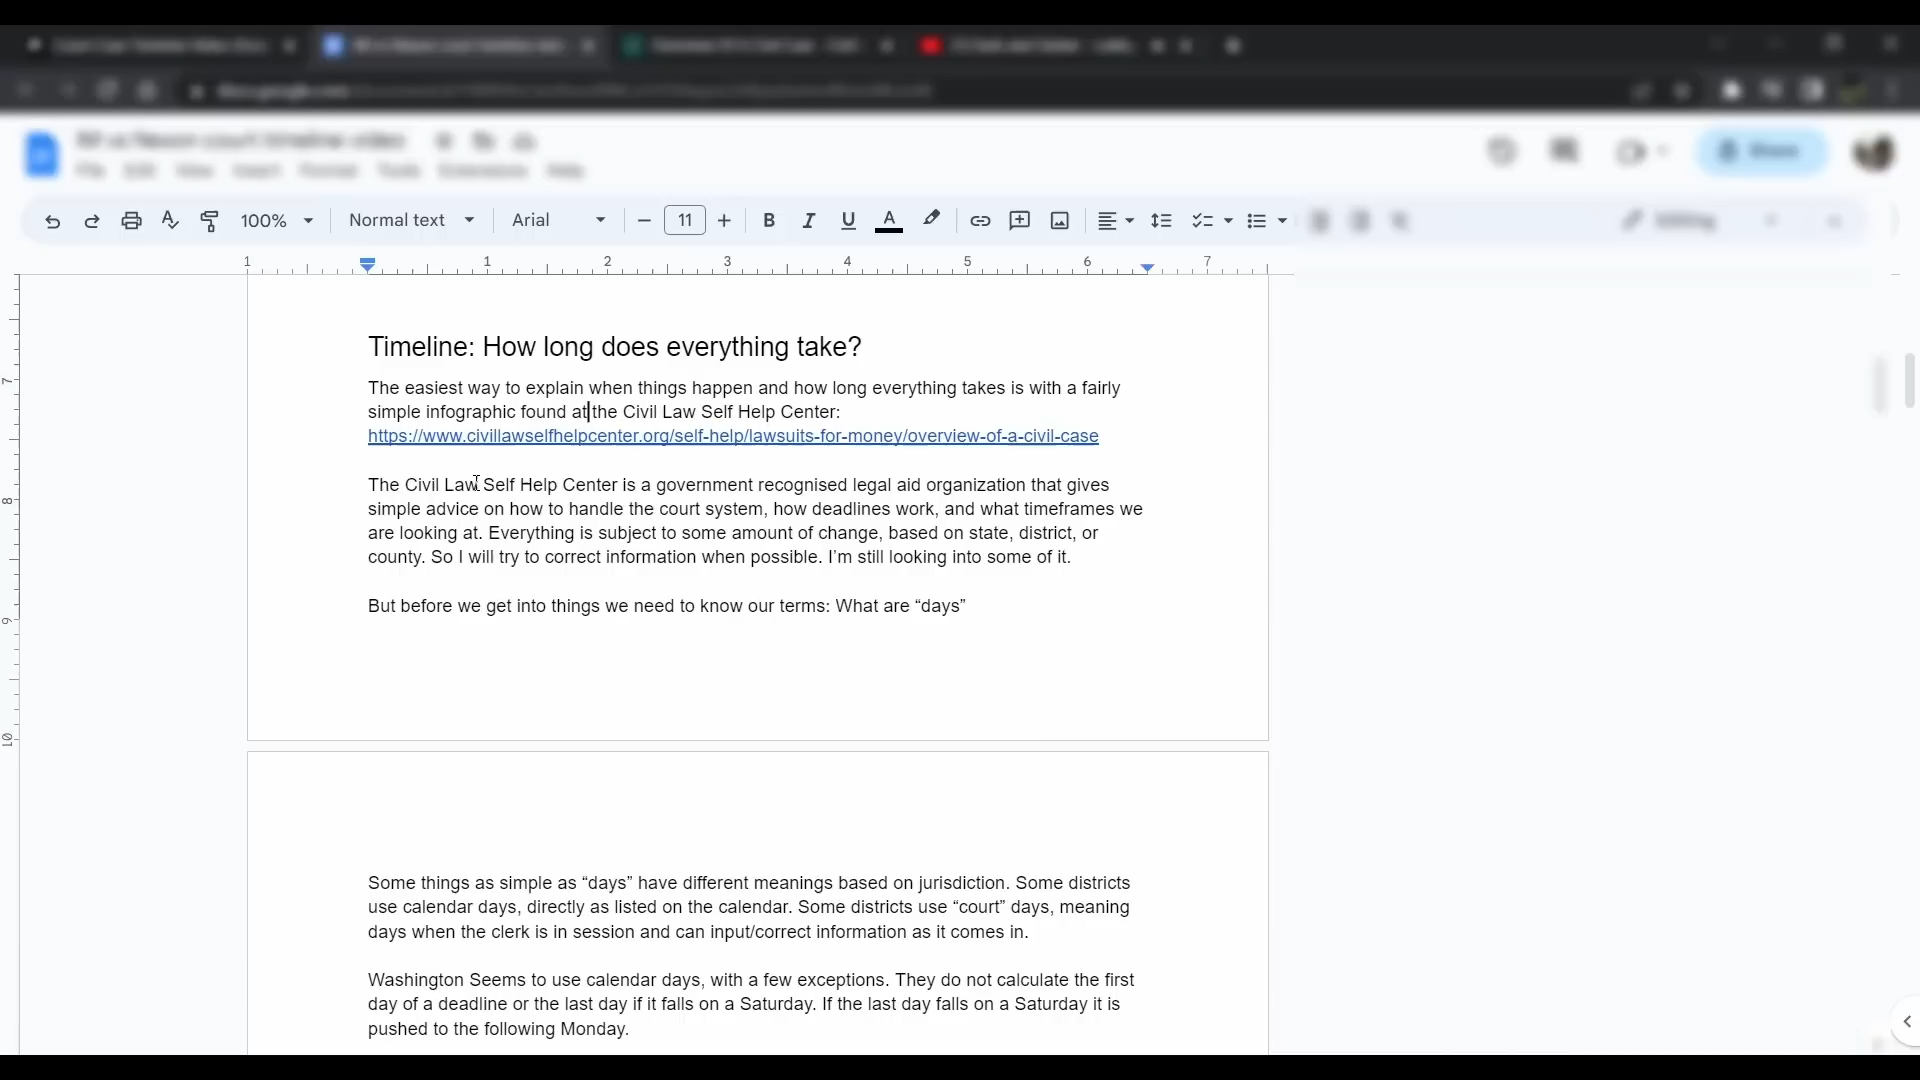 100%
Normal text
Arial
11
1 1 2 3 4 5 6 7
Timeline: How long does everything take?
The easiest way to explain when things happen and how long everything takes is with a fairly
simple infographic found at the Civil Law Self Help Center:
https://www.civillawselfhelpcenter.org/self-help/lawsuits-for-money/overview-of-a-civil-case
The Civil Law Self Help Center is a government recognised legal aid organization that gives
simple advice on how to handle the court system, how deadlines work, and what timeframes we
are looking at. Everything is subject to some amount of change, based on state, district, or
county. So I will try to correct information when possible. I’m still looking into some of it.
But before we get into things we need to know our terms: What are “days”
Some things as simple as “days” have different meanings based on jurisdiction. Some districts
use calendar days, directly as listed on the calendar. Some districts use “court” days, meaning
days when the clerk is in session and can input/correct information as it comes in.
Washington Seems to use calendar days, with a few exceptions. They do not calculate the first
day of a deadline or the last day if it falls on a Saturday. If the last day falls on a Saturday it is
pushed to the following Monday.
7
8
9
10